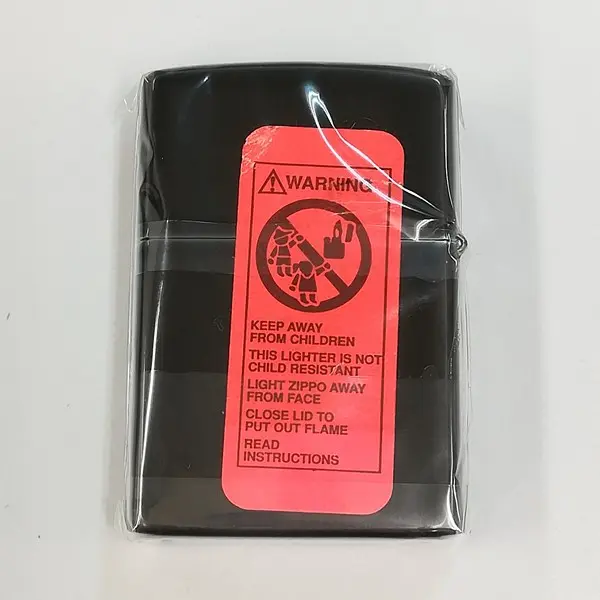 WARNING
KEEP AWAY
FROM CHILDREN
THIS LIGHTER IS NOT
CHILD RESISTANT
LIGHT ZIPPO AWAY
FROM FACE
CLOSE LID TO
PUT OUT FLAME
READ
INSTRUCTIONS